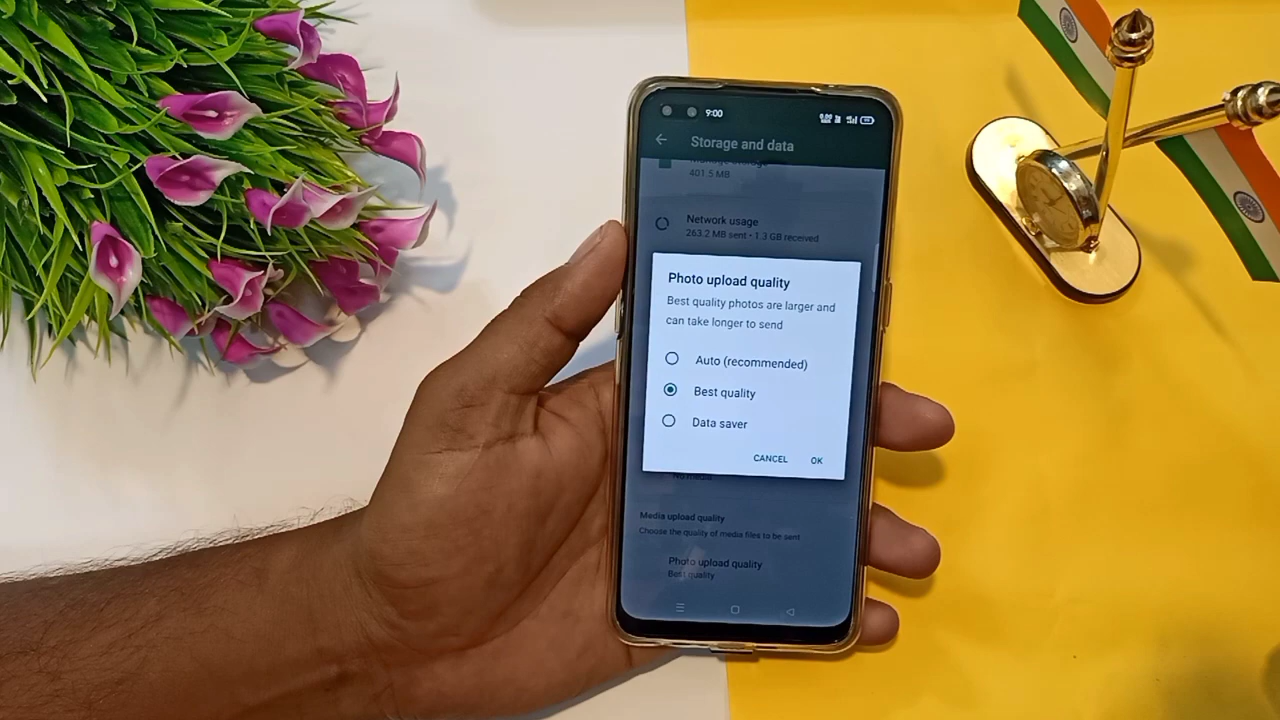 9:00
Storage and data
401.5 MB
Network usage
263.2 MB sent • 1.3 GB received
Photo upload quality
Best quality photos are larger and
can take longer to send
Auto (recommended)
Best quality
Data saver
CANCEL OK
No media
Media upload quality
Choose the quality of media files to be sent
Photo upload quality
Best quality